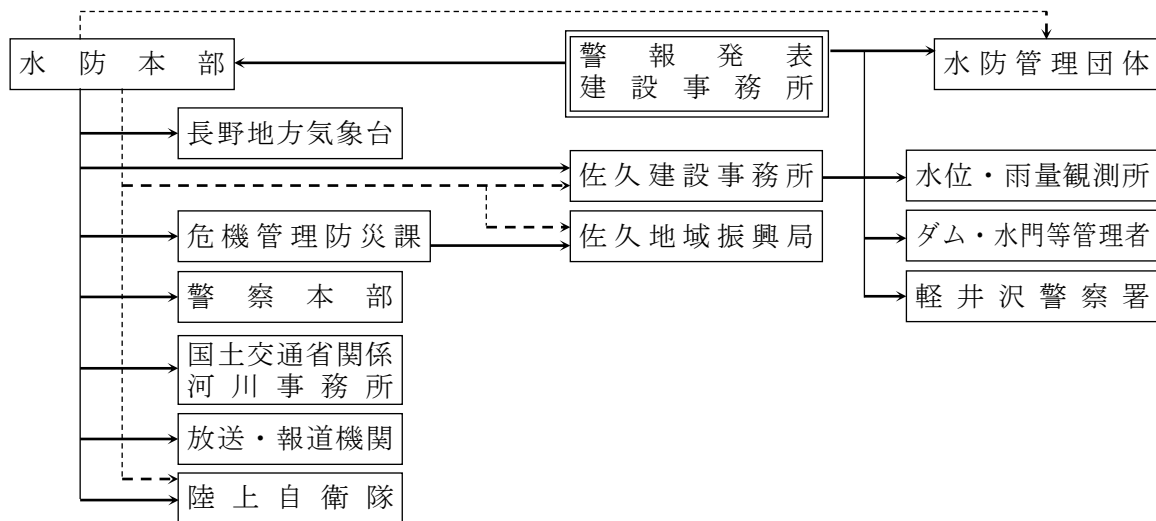 水防本部
警報発表
建設事務所
水防管理団体
長野地方気象台
佐久建設事務所
水位・雨量観測所
危機管理防災課
佐久地域振興局
ダム・水門等管理者
警察本部
軽井沢警察署
国土交通省関係
河川事務所
放送・報道機関
陸上自衛隊